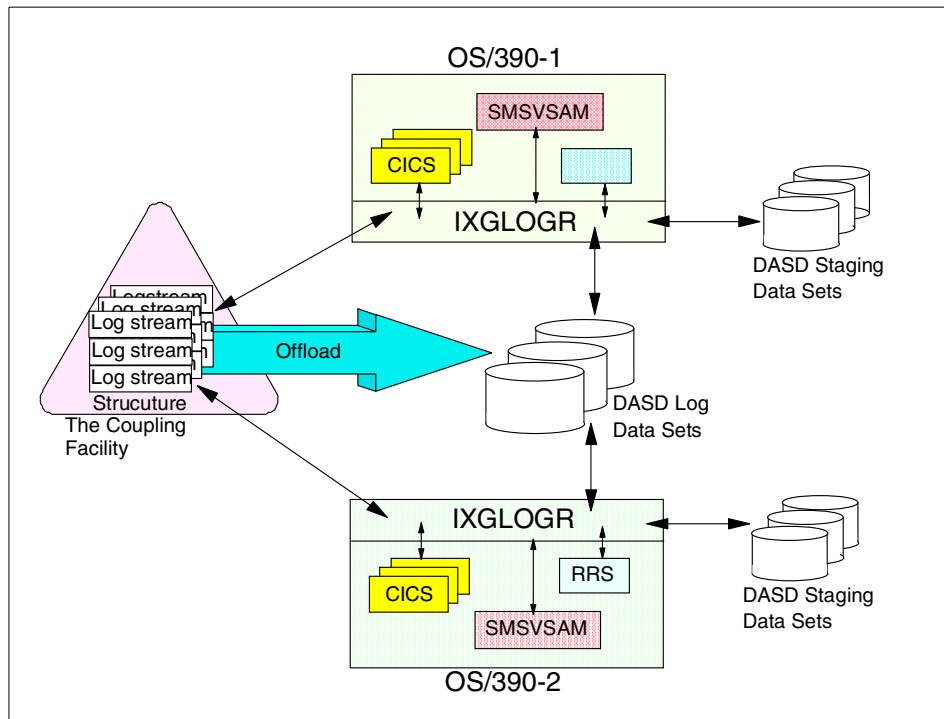 OS/390-1
SMSVSAM
CICS
IXGLOGR
DASD Staging
Data Sets
Logstream
Log stream
Log stream
Log stream
Log stream
Strucuture
The Coupling
Facility
Offload
DASD Log
Data Sets
IXGLOGR
CICS
RRS
SMSVSAM
DASD Staging
Data Sets
OS/390-2